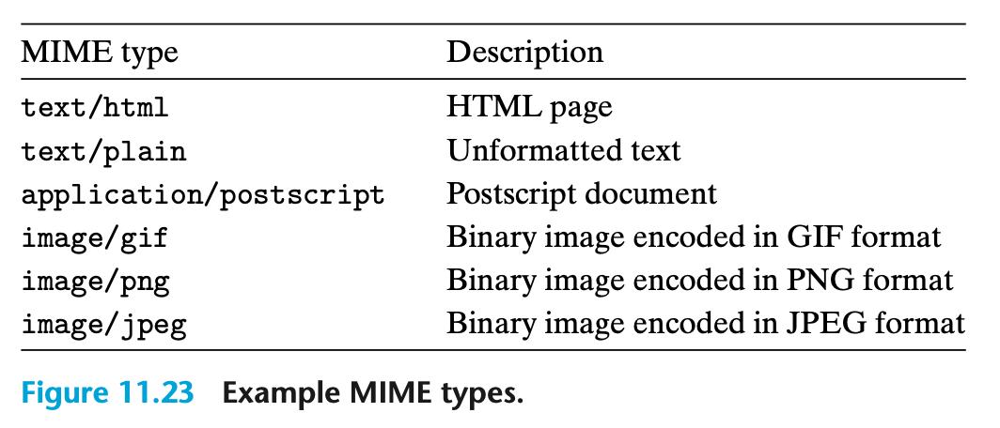 MIME type Description
text/html HTML page
text/plain Unformatted text
application/postscript Postscript document
image/gif Binary image encoded in GIF format
image/png Binary image encoded in PNG format
image/jpeg Binary image encoded in JPEG format
Figure 11.23 Example MIME types.